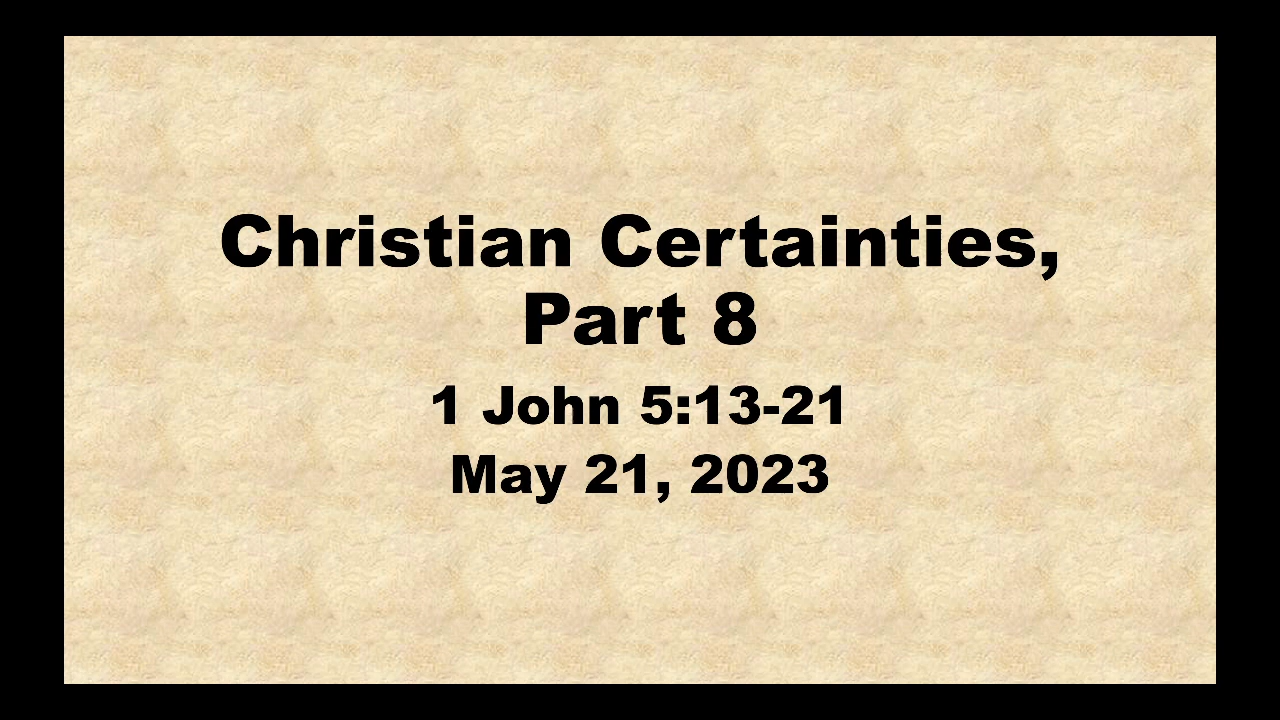 Christian Certainties,
Part 8
1 John 5:13-21
May 21, 2023